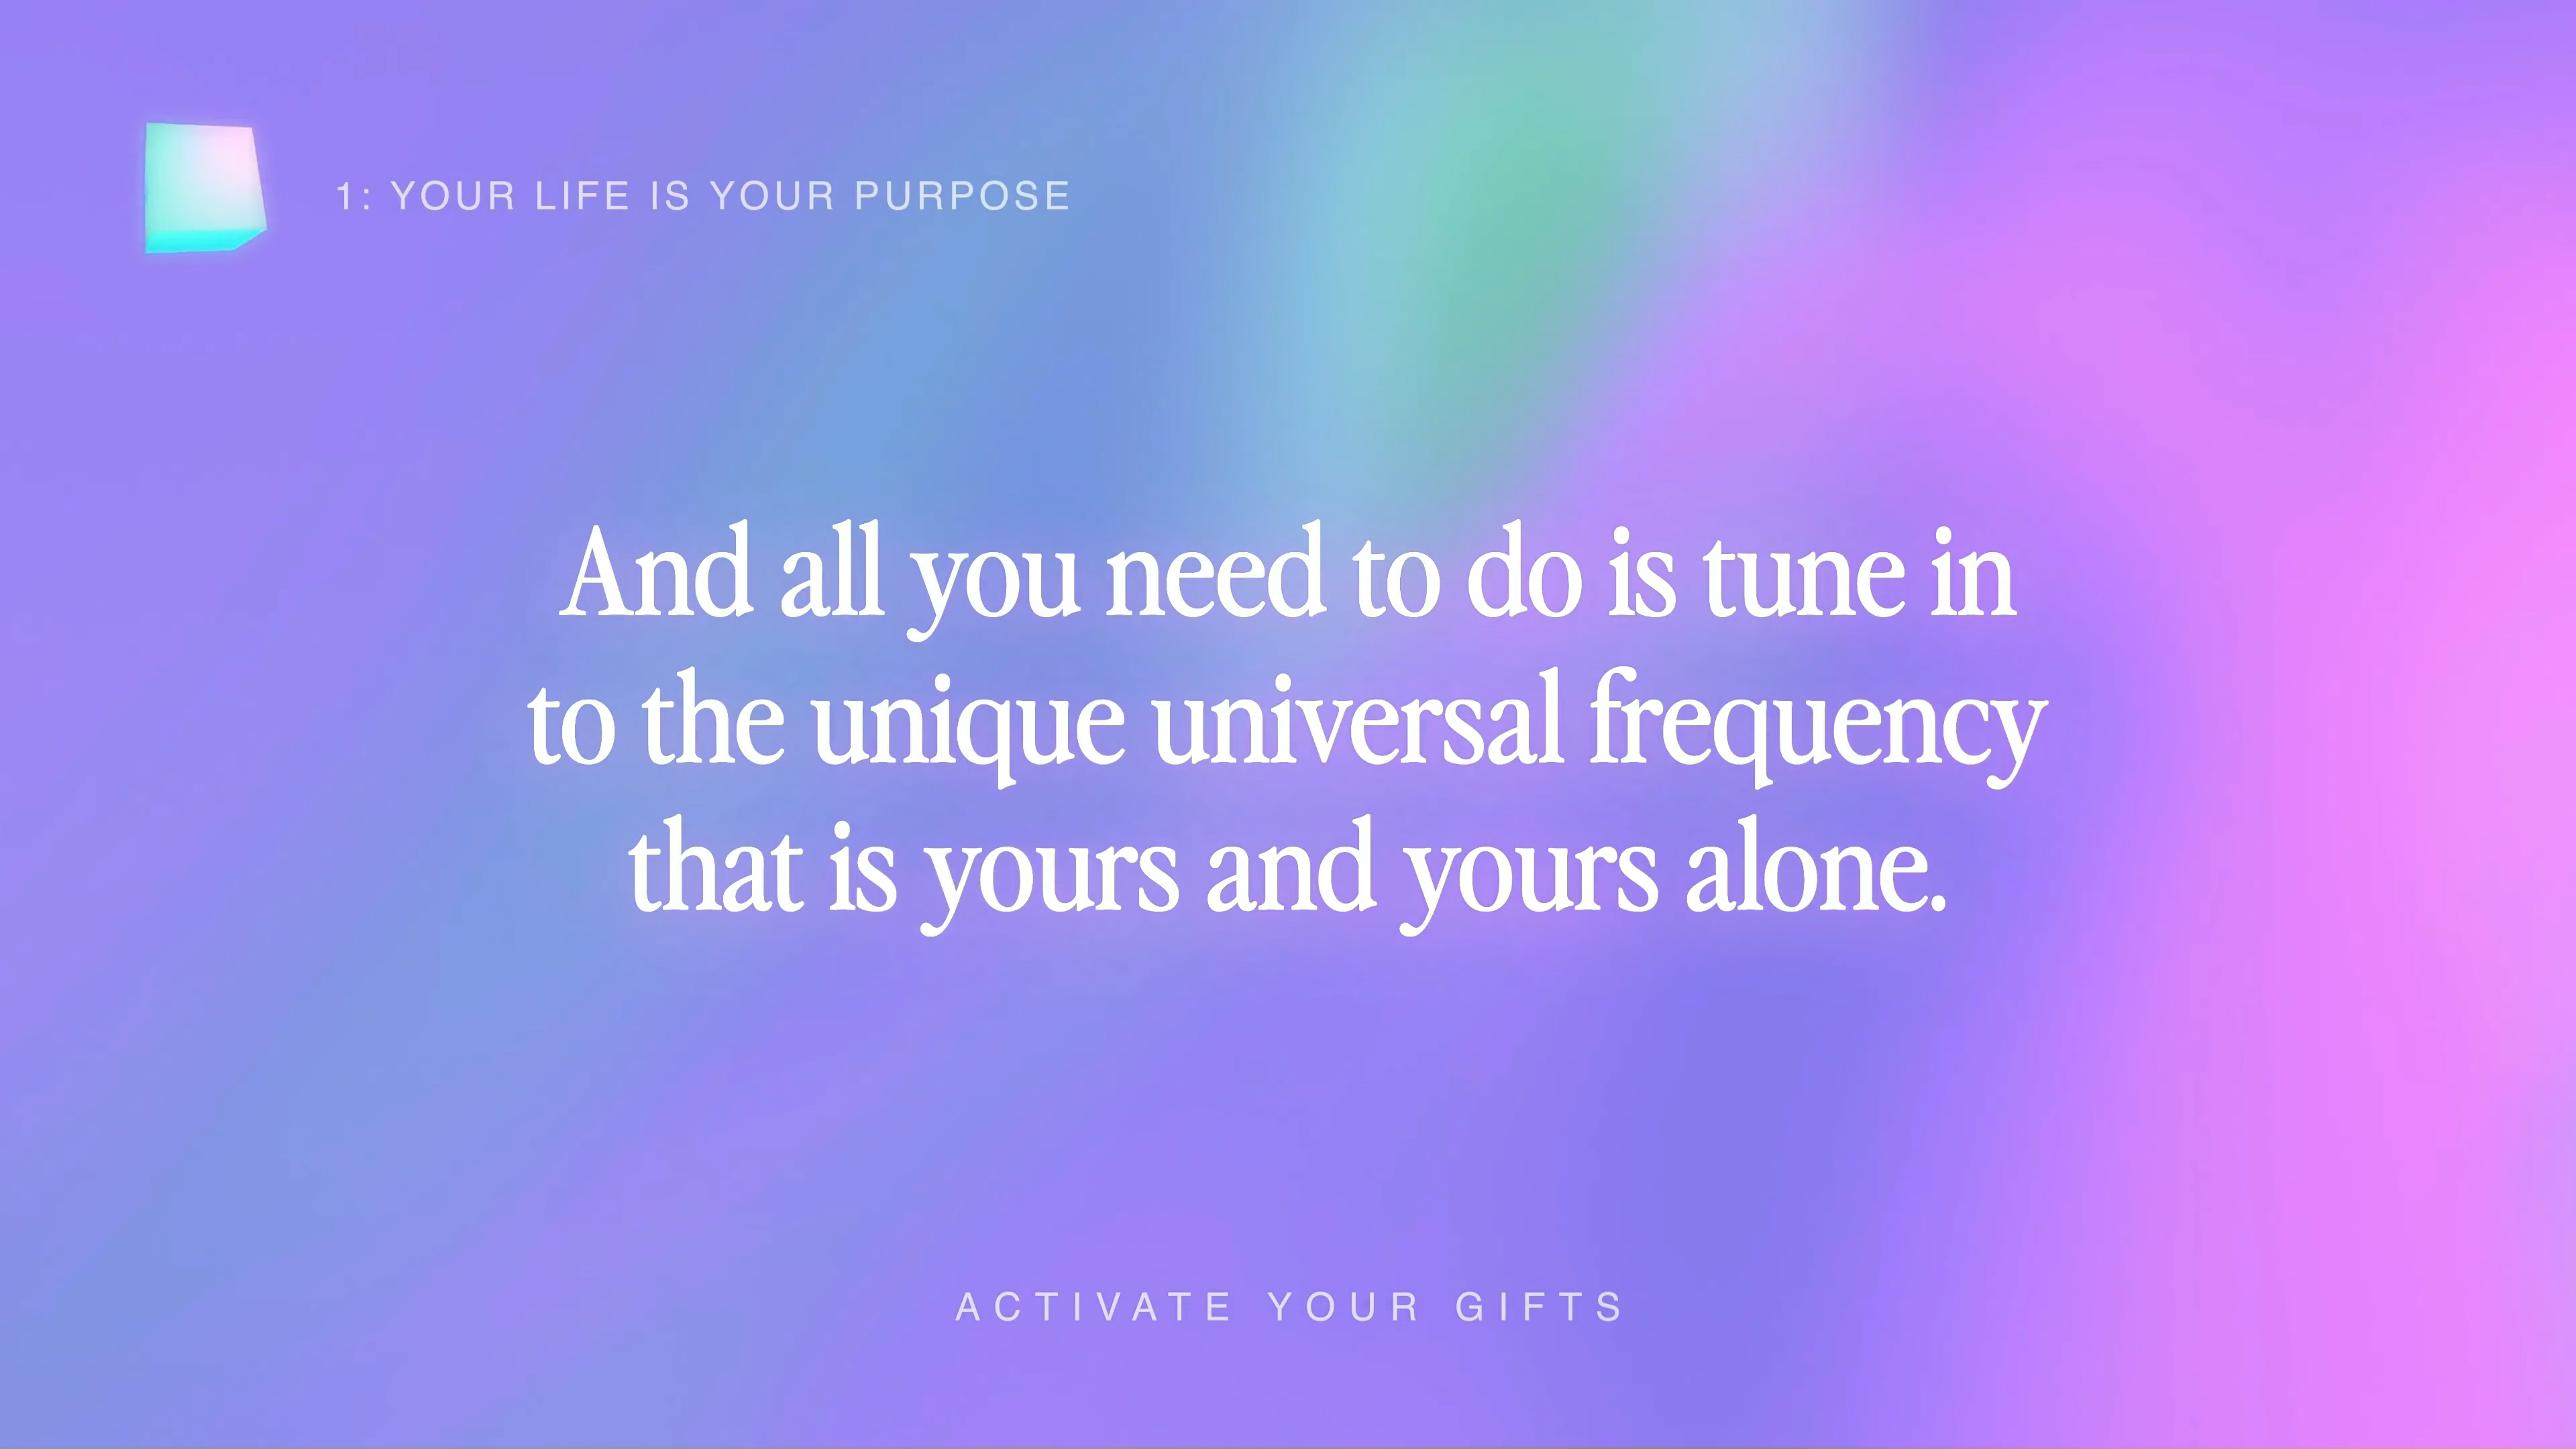 1: YOUR LIFE IS YOUR PURPOSE
And all you need to do is tune in
to the unique universal frequency
that is yours and yours alone.
ACTIVATE YOUR GIFTS